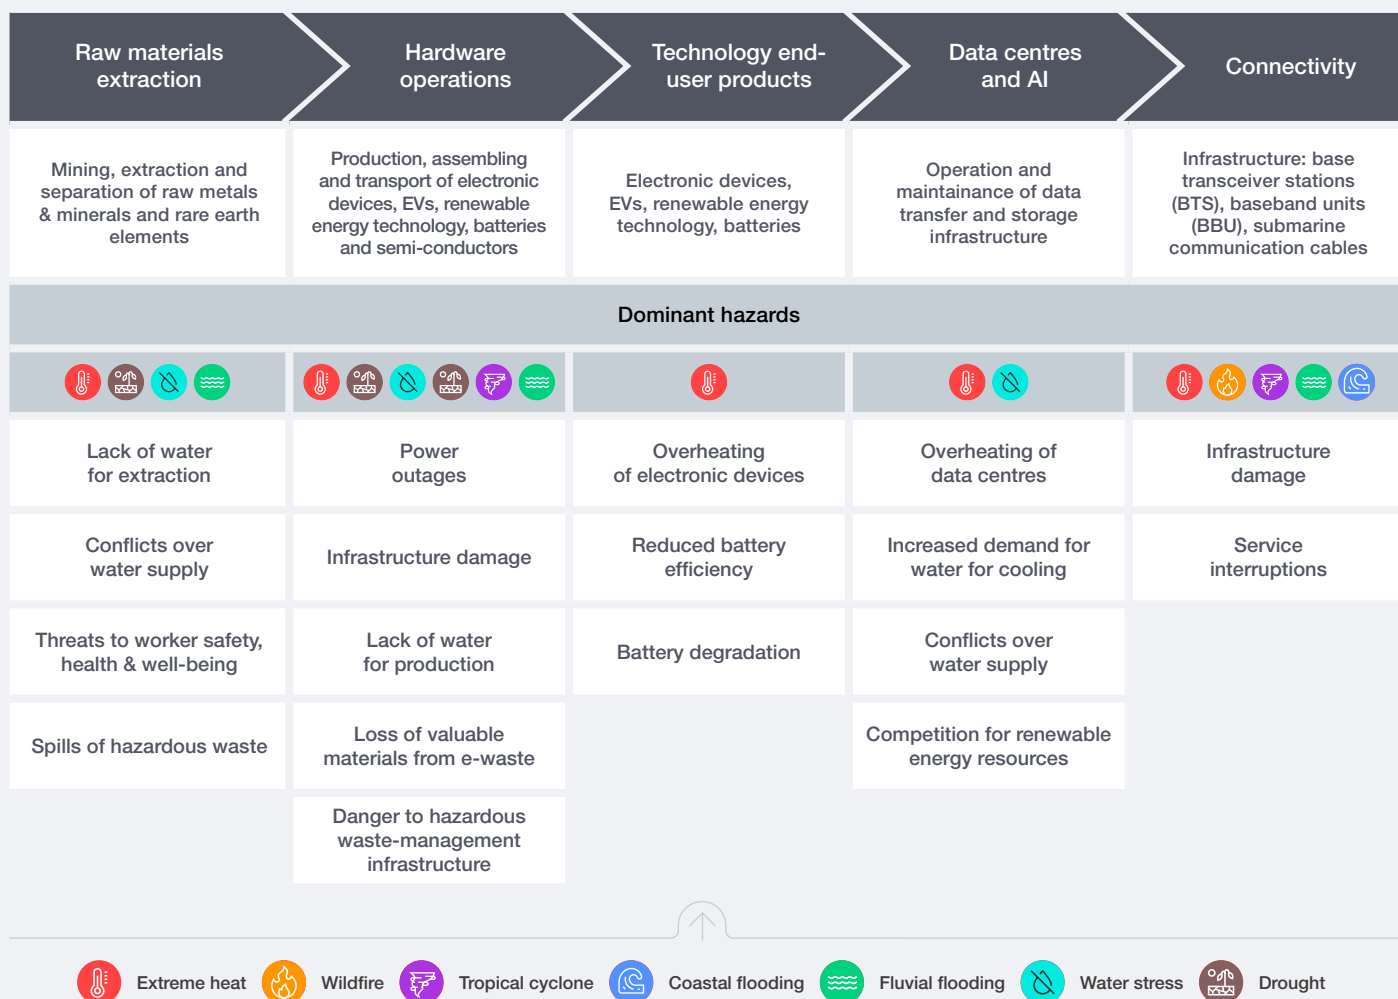 Raw materials
extraction
Hardware
operations
Technology end-
user products
Data centres
and AI
Connectivity
Mining, extraction and
separation of raw metals
& minerals and rare earth
elements
Production, assembling
and transport of electronic
devices, EVs, renewable
energy technology, batteries
and semi-conductors
Electronic devices,
EVs, renewable energy
technology, batteries
Operation and
maintainance of data
transfer and storage
infrastructure
Infrastructure: base
transceiver stations
(BTS), baseband units
(BBU), submarine
communication cables
Dominant hazards
Lack of water
for extraction
Power
outages
Overheating
of electronic devices
Overheating of
data centres
Infrastructure
damage
Conflicts over
water supply
Infrastructure damage
Reduced battery
efficiency
Increased demand for
water for cooling
Service
interruptions
Threats to worker safety,
health & well-being
Lack of water
for production
Battery degradation
Conflicts over
water supply
Spills of hazardous waste
Loss of valuable
materials from e-waste
Competition for renewable
energy resources
Danger to hazardous
waste-management
infrastructure
Extreme heat
Wildfire
Tropical cyclone
Coastal flooding
Fluvial flooding
Water stress
Drought